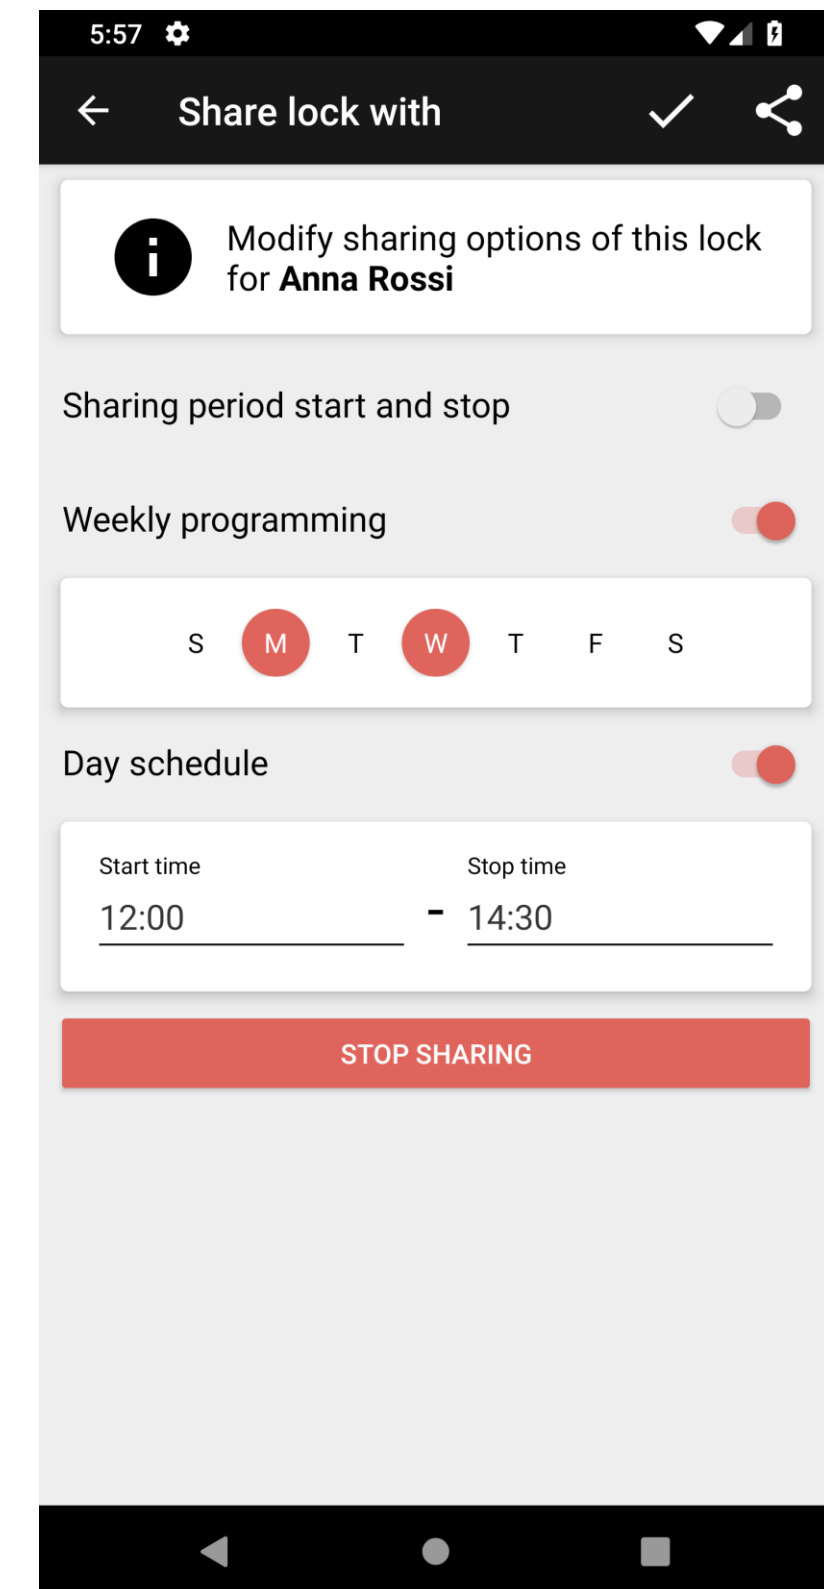 5:57
Share lock with
Modify sharing options of this lock
for Anna Rossi
Sharing period start and stop
Weekly programming
S M T W T F S
Day schedule
Start time Stop time
12:00 - 14:30
STOP SHARING